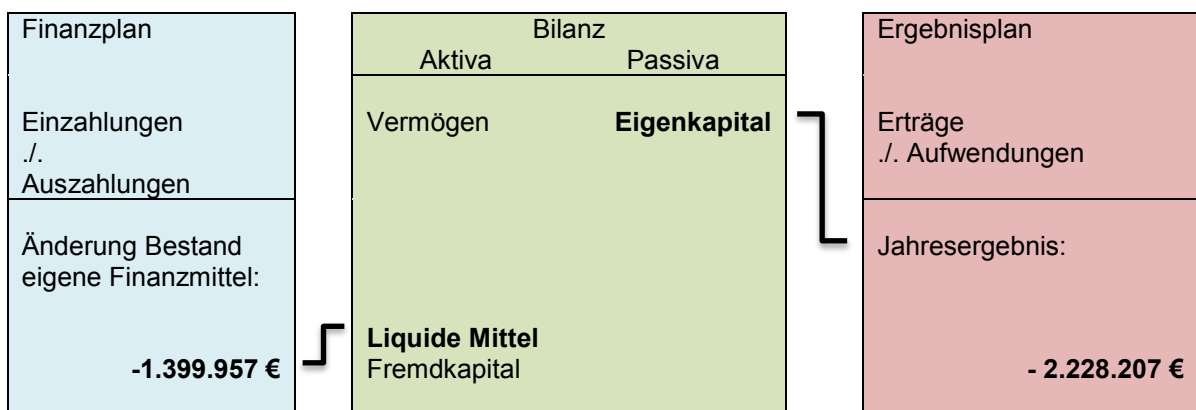 Finanzplan
Einzahlungen
./.
Auszahlungen
Änderung Bestand
eigene Finanzmittel:
-1.399.957 €
Bilanz
Aktiva Passiva
Vermögen Eigenkapital
Liquide Mittel
Fremdkapital
Ergebnisplan
Erträge
./. Aufwendungen
Jahresergebnis:
- 2.228.207 €